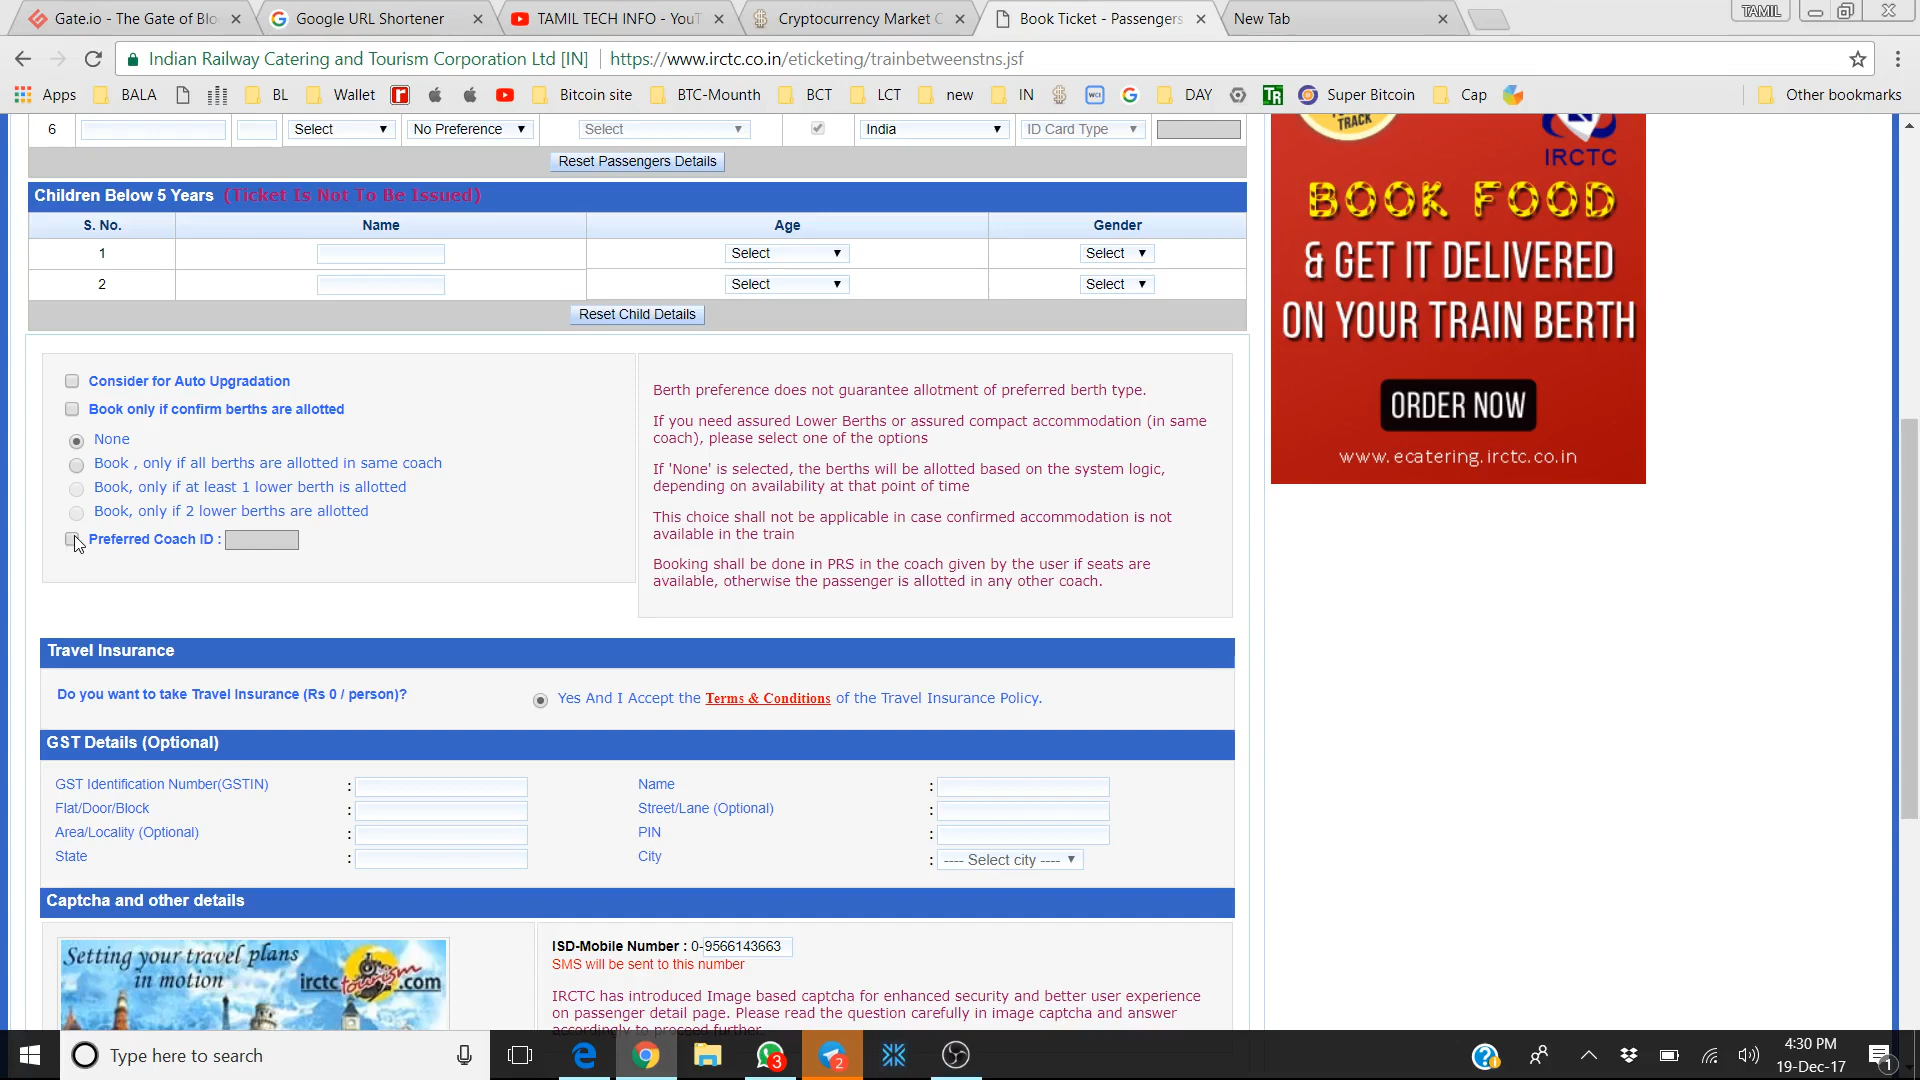 Gate.io - The Gate of Blo
Google URL Shortener
TAMIL TECH INFO - YouT
Cryptocurrency Market C
Book Ticket - Passengers
New Tab
TAMIL
Indian Railway Catering and Tourism Corporation Ltd [IN]
https://www.irctc.co.in/eticketing/trainbetweenstns.jsf
Apps
BALA
BL
Wallet
Bitcoin site
BTC-Mounth
BCT
LCT
new
IN
WCI
DAY
TR
Super Bitcoin
Cap
Other bookmarks
6 Select No Preference Select India ID Card Type
Reset Passengers Details
Children Below 5 Years (Ticket Is Not To Be Issued)
S. No. Name Age Gender
1 Select Select
2 Select Select
Reset Child Details
Consider for Auto Upgradation
Book only if confirm berths are allotted
None
Book , only if all berths are allotted in same coach
Book, only if at least 1 lower berth is allotted
Book, only if 2 lower berths are allotted
Preferred Coach ID :
Berth preference does not guarantee allotment of preferred berth type.
If you need assured Lower Berths or assured compact accommodation (in same
coach), please select one of the options
If 'None' is selected, the berths will be allotted based on the system logic,
depending on availability at that point of time
This choice shall not be applicable in case confirmed accommodation is not
available in the train
Booking shall be done in PRS in the coach given by the user if seats are
available, otherwise the passenger is allotted in any other coach.
Travel Insurance
Do you want to take Travel Insurance (Rs 0 / person)?
Yes And I Accept the Terms & Conditions of the Travel Insurance Policy.
GST Details (Optional)
GST Identification Number(GSTIN) : Name :
Flat/Door/Block : Street/Lane (Optional) :
Area/Locality (Optional) : PIN :
State : City : ---- Select city ----
Captcha and other details
Setting your travel plans
in motion
irctc tourism .com
ISD-Mobile Number : 0-9566143663
SMS will be sent to this number
IRCTC has introduced Image based captcha for enhanced security and better user experience
on passenger detail page. Please read the question carefully in image captcha and answer
accordingly to proceed further.
TRACK
IRCTC
BOOK FOOD
& GET IT DELIVERED
ON YOUR TRAIN BERTH
ORDER NOW
www.ecatering.irctc.co.in
Type here to search
3
2
4:30 PM
19-Dec-17
1